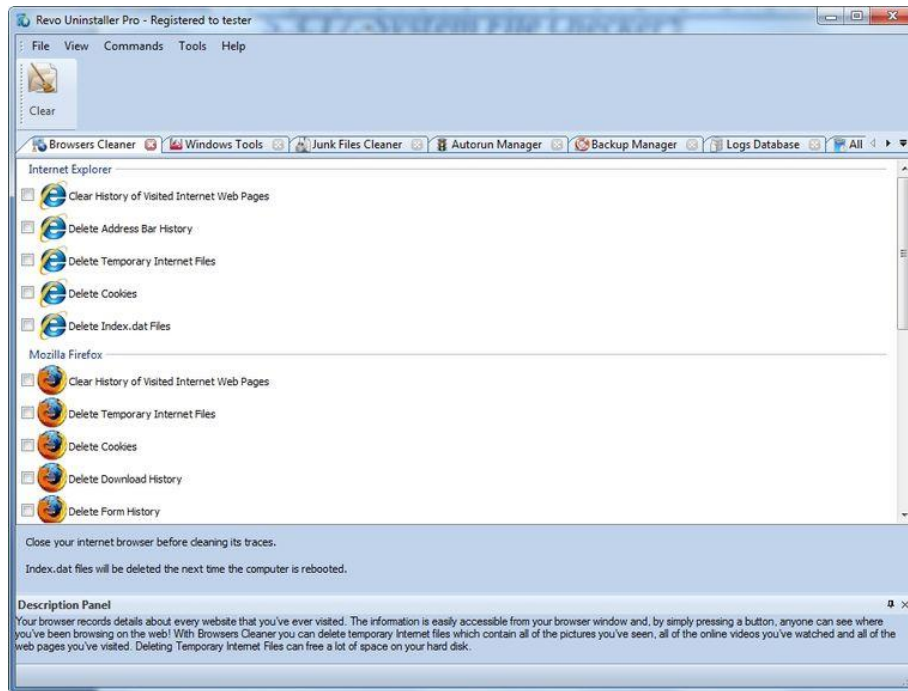 Revo Uninstaller Pro - Registered to tester
File View Commands Tools Help
Clear
Browsers Cleaner Windows Tools Junk Files Cleaner Autorun Manager Backup Manager Logs Database All
Internet Explorer
Clear History of Visited Internet Web Pages
Delete Address Bar History
Delete Temporary Internet Files
Delete Cookies
Delete Index.dat Files
Mozilla Firefox
Clear History of Visited Internet Web Pages
Delete Temporary Internet Files
Delete Cookies
Delete Download History
Delete Form History
Close your internet browser before cleaning its traces.
Index.dat files will be deleted the next time the computer is rebooted.
Description Panel
Your browser records details about every website that you've ever visited. The information is easily accessible from your browser window and, by simply pressing a button, anyone can see where
you've been browsing on the web! With Browsers Cleaner you can delete temporary Internet files which contain all of the pictures you've seen, all of the online videos you've watched and all of the
web pages you've visited. Deleting Temporary Internet Files can free a lot of space on your hard disk.